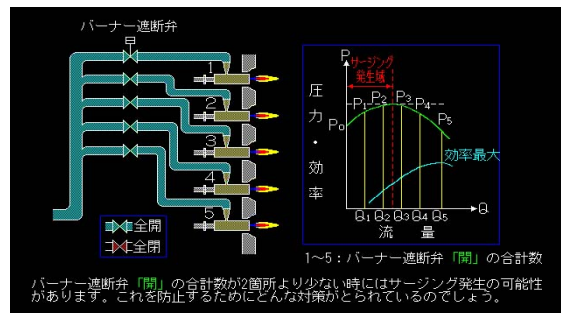 バーナー遮断弁
1
2
3
4
5
全開
全閉
P
サージング
発生域
圧力・効率
P₀
P₁ P₂ P₃ P₄ P₅
効率最大
Q₁ Q₂ Q₃ Q₄ Q₅
Q
流 量
1~5:バーナー遮断弁「開」の合計数
バーナー遮断弁「開」の合計数が2箇所より少ない時にはサージング発生の可能性
があります。これを防止するためにどんな対策がとられているのでしょう。